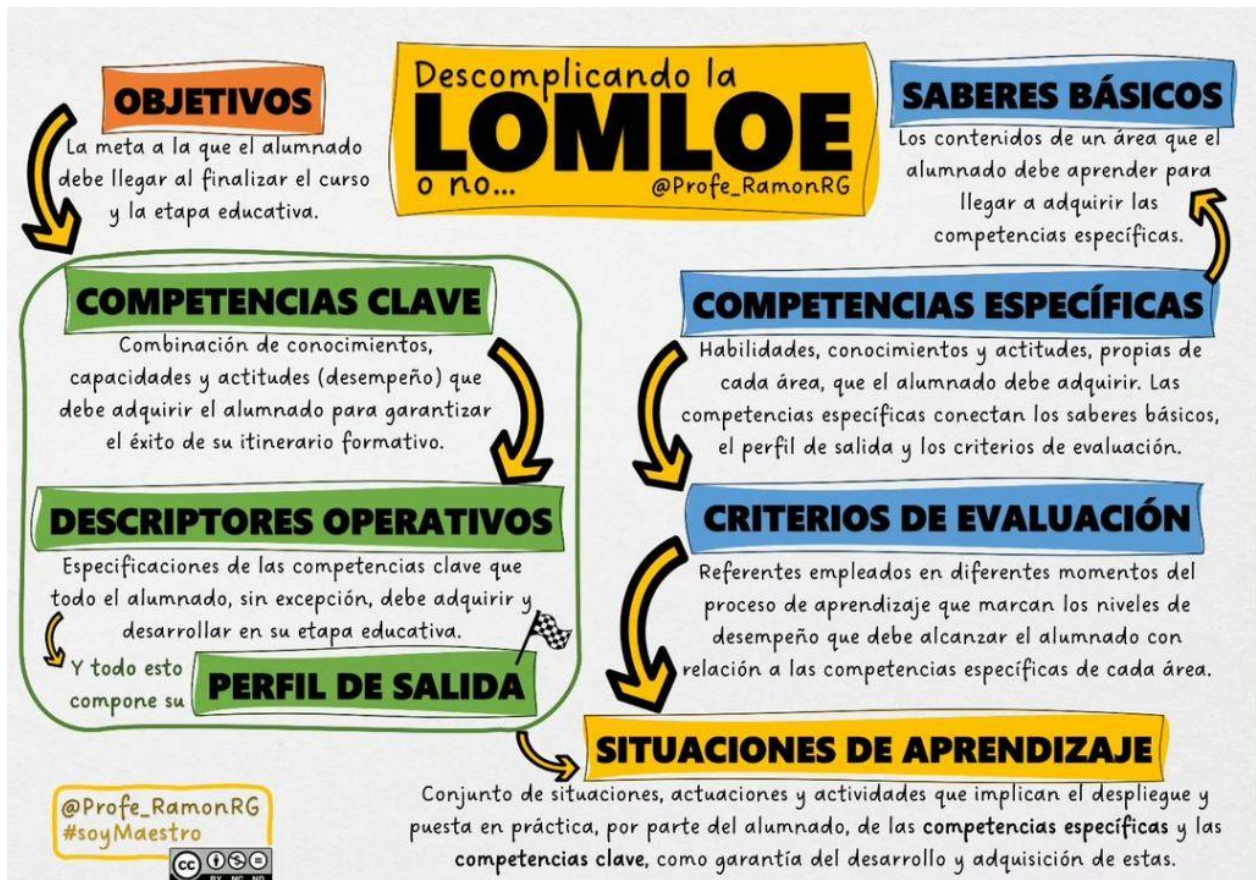 Descomplicando la
LOMLOE
o no... @Profe_RamonRG
OBJETIVOS
La meta a la que el alumnado
debe llegar al finalizar el curso
y la etapa educativa.
COMPETENCIAS CLAVE
Combinación de conocimientos,
capacidades y actitudes (desempeño) que
debe adquirir el alumnado para garantizar
el éxito de su itinerario formativo.
DESCRIPTORES OPERATIVOS
Especificaciones de las competencias clave que
todo el alumnado, sin excepción, debe adquirir y
desarrollar en su etapa educativa.
Y todo esto
compone su
PERFIL DE SALIDA
SABERES BÁSICOS
Los contenidos de un área que el
alumnado debe aprender para
llegar a adquirir las
competencias específicas.
COMPETENCIAS ESPECÍFICAS
Habilidades, conocimientos y actitudes, propias de
cada área, que el alumnado debe adquirir. Las
competencias específicas conectan los saberes básicos,
el perfil de salida y los criterios de evaluación.
CRITERIOS DE EVALUACIÓN
Referentes empleados en diferentes momentos del
proceso de aprendizaje que marcan los niveles de
desempeño que debe alcanzar el alumnado con
relación a las competencias específicas de cada área.
SITUACIONES DE APRENDIZAJE
Conjunto de situaciones, actuaciones y actividades que implican el despliegue y
puesta en práctica, por parte del alumnado, de las competencias específicas y las
competencias clave, como garantía del desarrollo y adquisición de estas.
@Profe_RamonRG
#soyMaestro
cc
BY NC ND